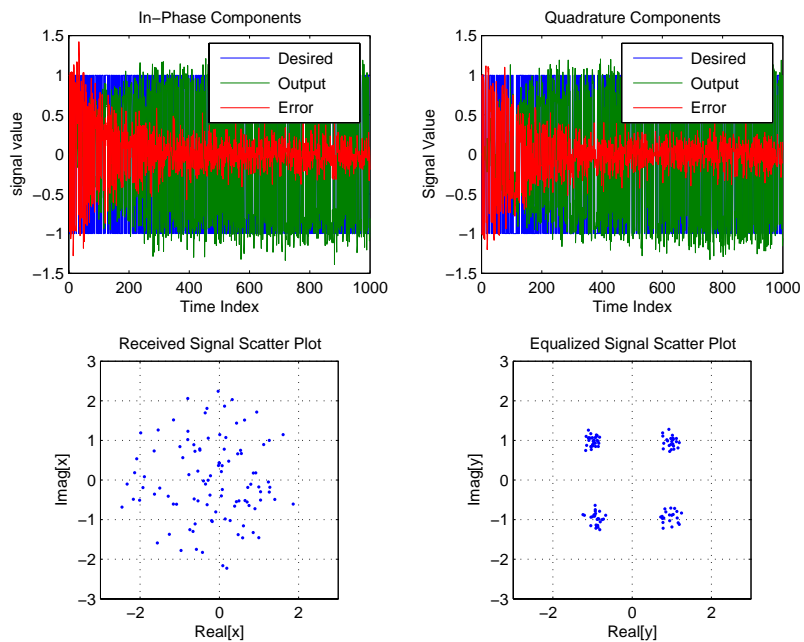 In-Phase Components
signal value
1.5
1
0.5
0
−0.5
−1
−1.5
0 200 400 600 800 1000
Time Index
Desired
Output
Error
Quadrature Components
Signal Value
1.5
1
0.5
0
−0.5
−1
−1.5
0 200 400 600 800 1000
Time Index
Desired
Output
Error
Received Signal Scatter Plot
Imag[x]
3
2
1
0
−1
−2
−3
−2 0 2
Real[x]
Equalized Signal Scatter Plot
Imag[y]
3
2
1
0
−1
−2
−3
−2 0 2
Real[y]